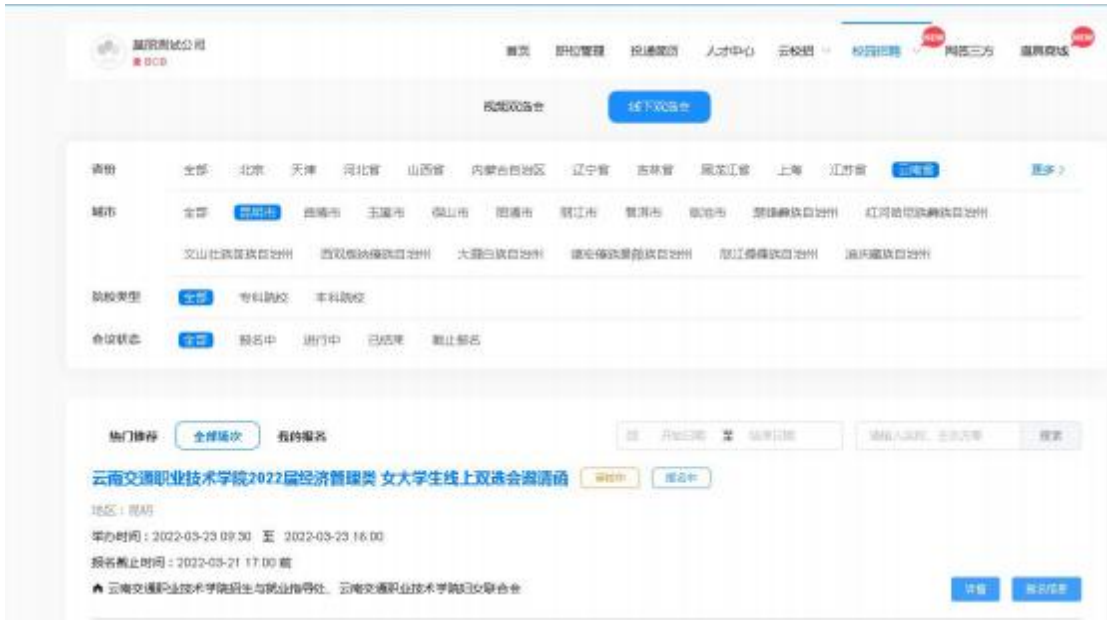 首页 职位管理 投递简历 人才中心 云校招 校园招聘 NEW 网签三方 直聘商城 NEW
视频双选会 线下双选会
省份 全部 北京 天津 河北省 山西省 内蒙古自治区 辽宁省 吉林省 黑龙江省 上海 江苏省 云南省 更多
城市 全部 昆明市 曲靖市 玉溪市 保山市 昭通市 丽江市 普洱市 临沧市 楚雄彝族自治州 红河哈尼族彝族自治州
文山壮族苗族自治州 西双版纳傣族自治州 大理白族自治州 德宏傣族景颇族自治州 怒江傈僳族自治州 迪庆藏族自治州
院校类型 全部 专科院校 本科院校
会议状态 全部 报名中 进行中 已结束 截止报名
热门推荐 全部场次 我的报名 开始日期 至 结束日期 搜索
云南交通职业技术学院2022届经济管理类 女大学生线上双选会邀请函 审核中 报名中
地区：昆明
举办时间：2022-03-23 09:30 至 2022-03-23 16:00
报名截止时间：2022-03-21 17:00 前
云南交通职业技术学院招生与就业指导处、云南交通职业技术学院妇女联合会 详情 报名信息